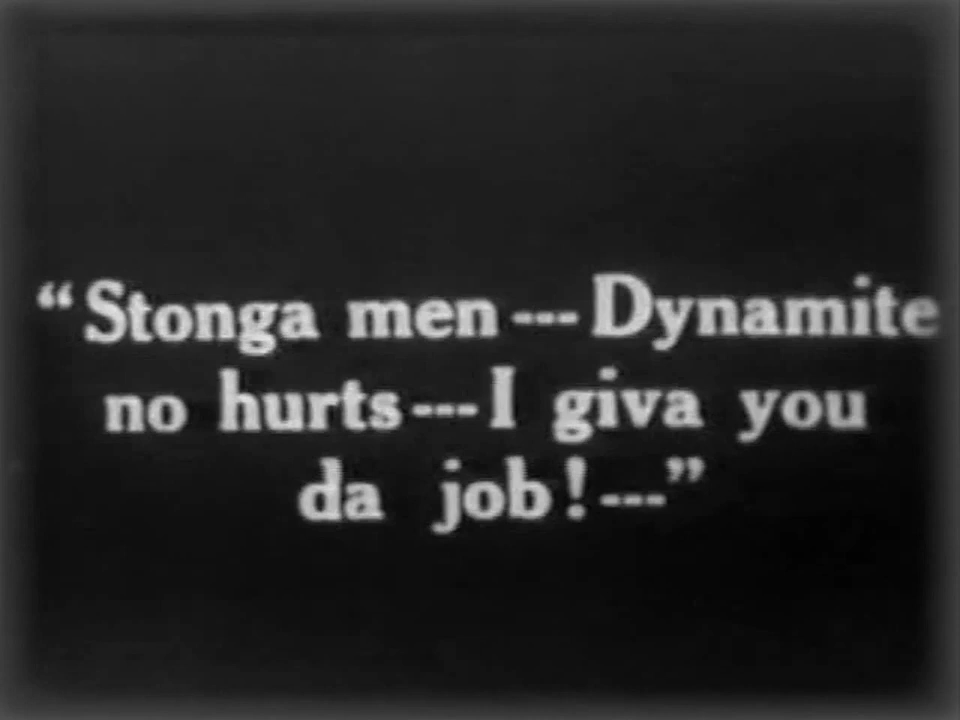 “Stonga men---Dynamite
no hurts---I giva you
da job!---”